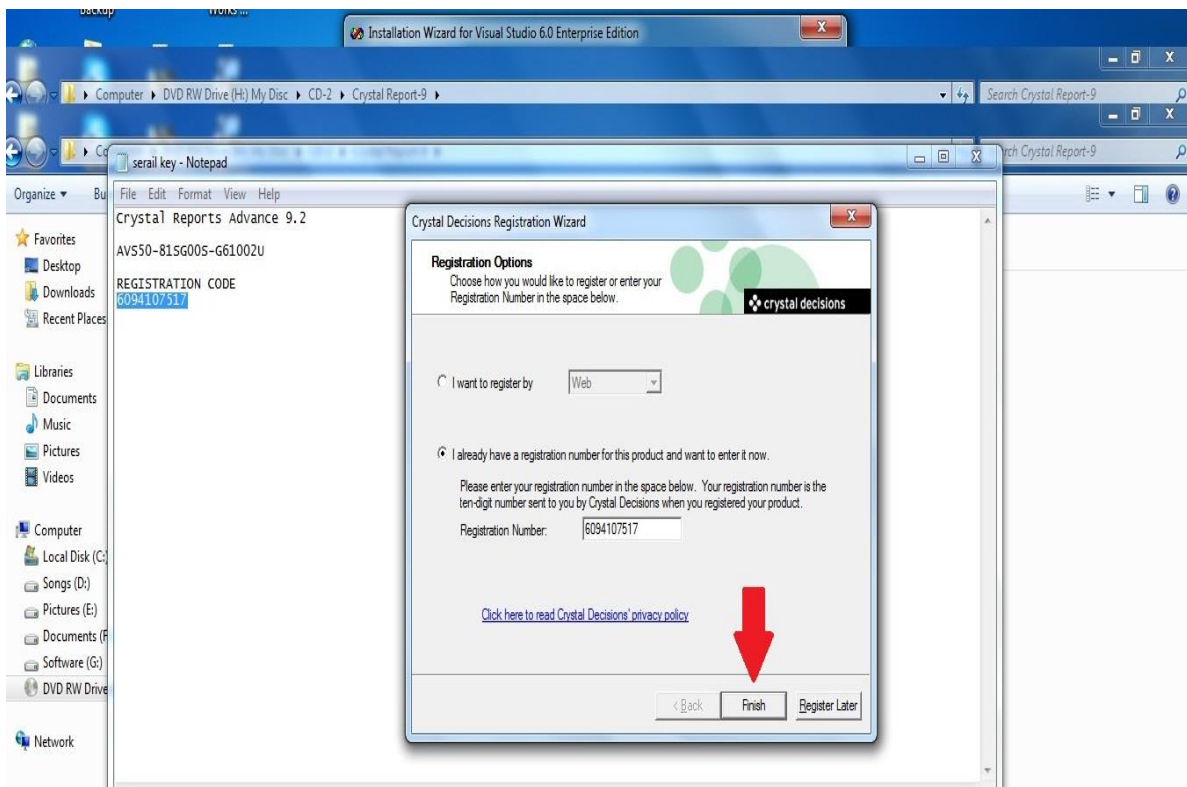 Backup
Works ...
Installation Wizard for Visual Studio 6.0 Enterprise Edition
Computer DVD RW Drive (H:) My Disc CD-2 Crystal Report-9
Search Crystal Report-9
serail key - Notepad
Organize
File Edit Format View Help
Crystal Reports Advance 9.2
AVS50-81SG00S-G61002U
REGISTRATION CODE
6094107517
Favorites
Desktop
Downloads
Recent Places
Libraries
Documents
Music
Pictures
Videos
Computer
Local Disk (C:)
Songs (D:)
Pictures (E:)
Documents (F
Software (G:)
DVD RW Drive
Network
Crystal Decisions Registration Wizard
Registration Options
Choose how you would like to register or enter your
Registration Number in the space below.
crystal decisions
I want to register by Web
I already have a registration number for this product and want to enter it now.
Please enter your registration number in the space below. Your registration number is the
ten-digit number sent to you by Crystal Decisions when you registered your product.
Registration Number: 6094107517
Click here to read Crystal Decisions' privacy policy
< Back Finish Register Later